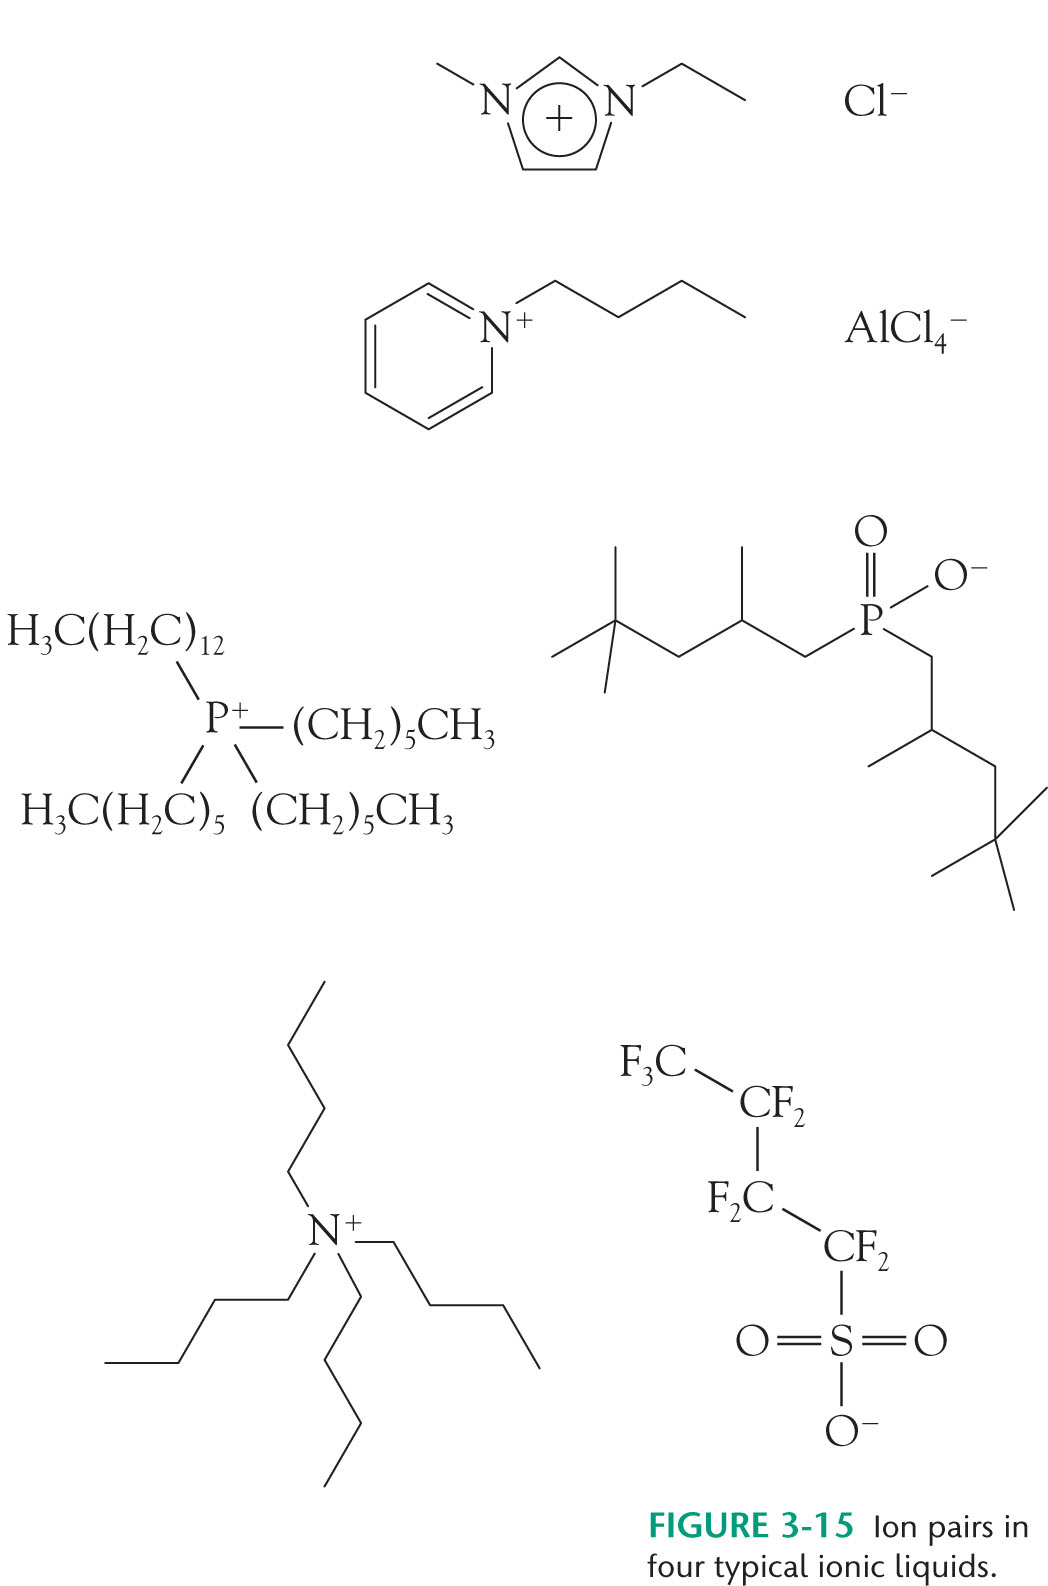 N N + Cl⁻
N⁺ AlCl₄⁻
O
O⁻
P
H₃C(H₂C)₁₂
P⁺ (CH₂)₅CH₃
H₃C(H₂C)₅ (CH₂)₅CH₃
F₃C
CF₂
F₂C
N⁺
CF₂
O S O
O⁻
FIGURE 3-15 Ion pairs in
four typical ionic liquids.